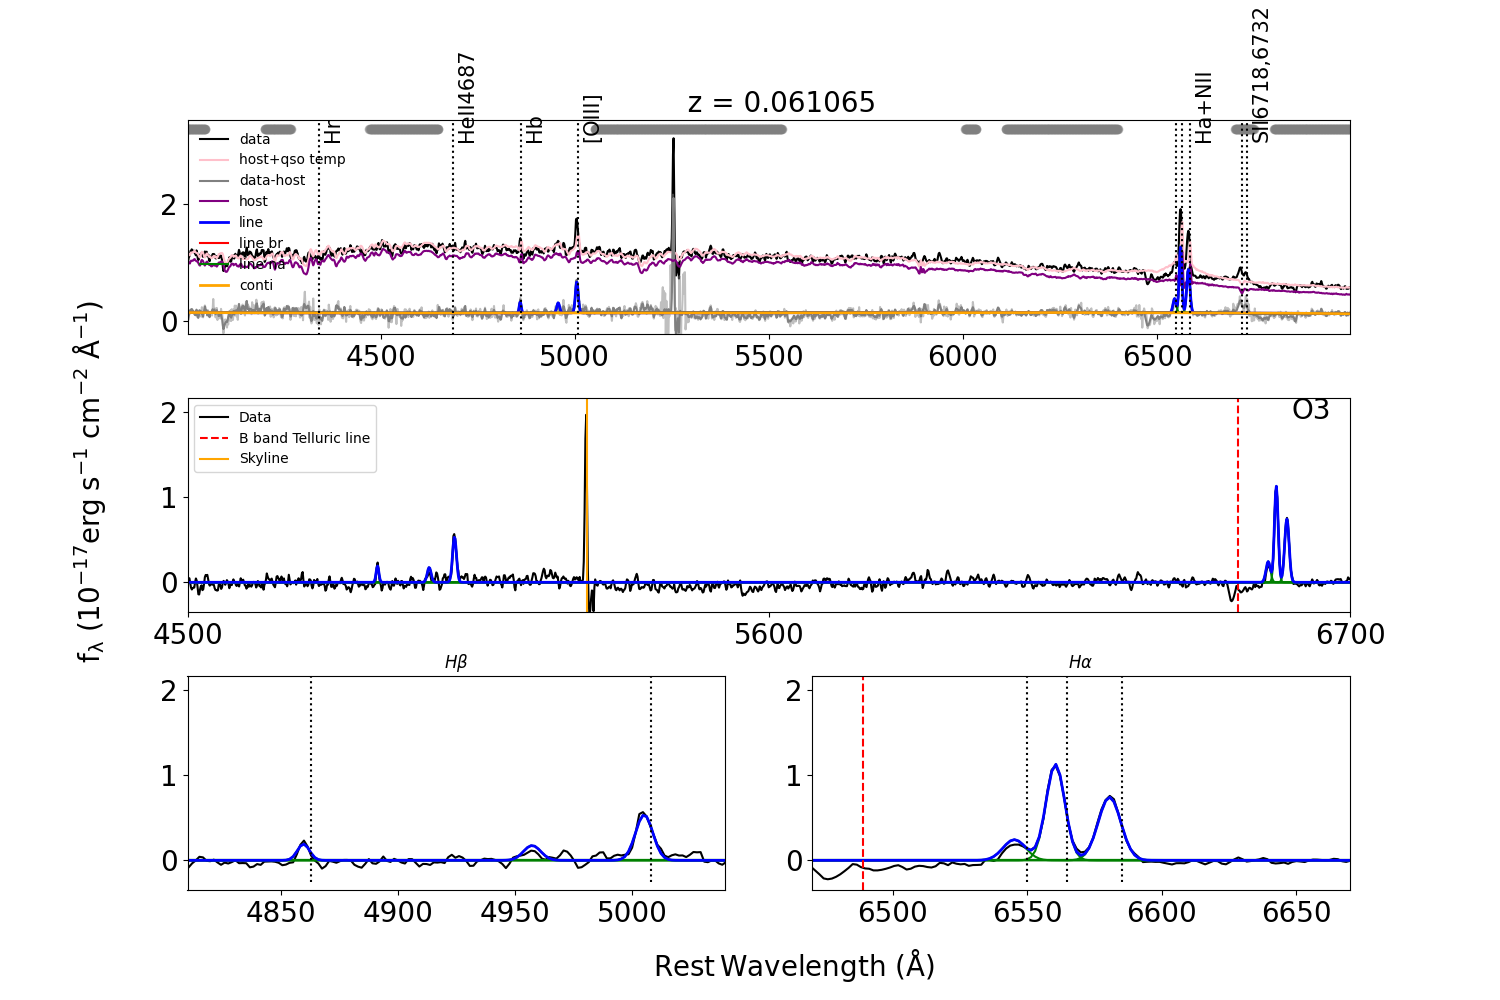 z = 0.061065
Hr
HeII4687
Hb
[OIII]
Ha+NII
SII6718,6732
data
host+qso temp
data-host
host
line
line br
line na
conti
2
0
4500
5000
5500
6000
6500
O3
Data
B band Telluric line
Skyline
2
1
0
4500
5600
6700
fλ (10⁻¹⁷erg s⁻¹ cm⁻² Å⁻¹)
Hβ
2
1
0
4850
4900
4950
5000
Hα
2
1
0
6500
6550
6600
6650
Rest Wavelength (Å)